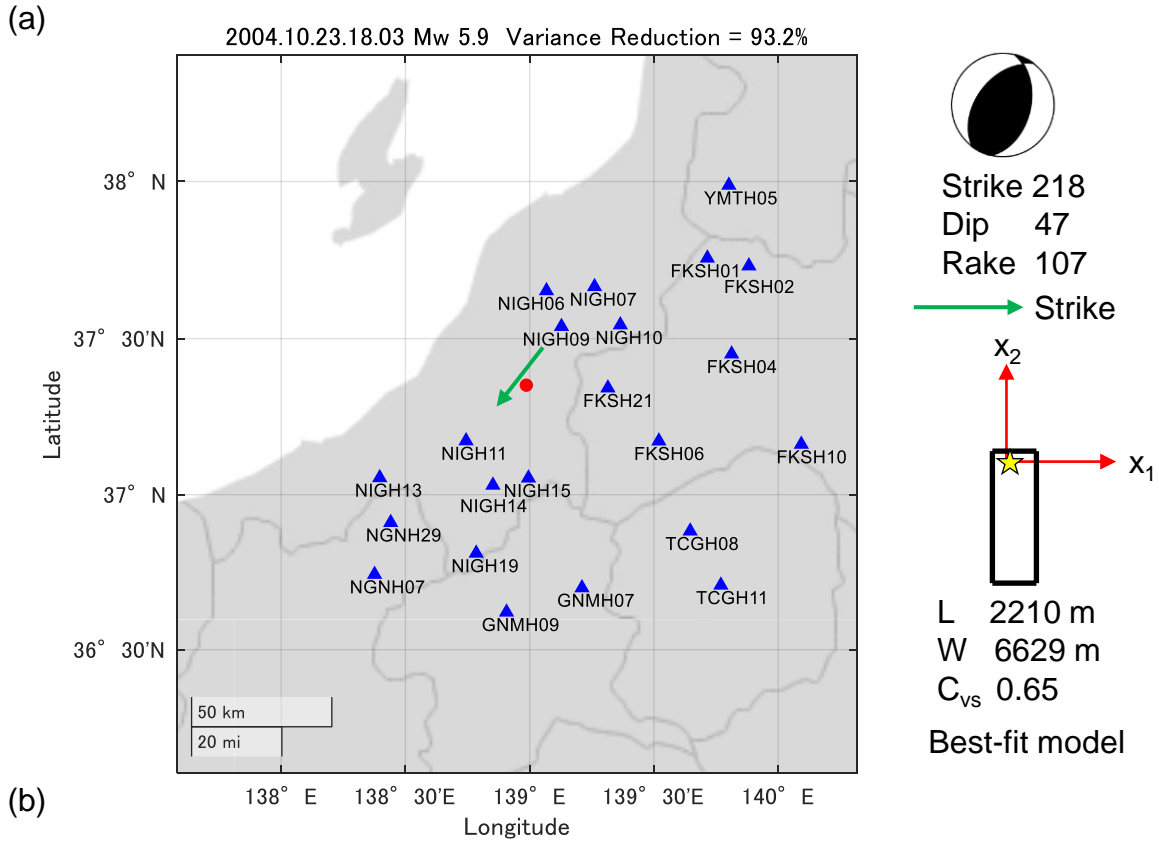 (a)
2004.10.23.18.03 Mw 5.9 Variance Reduction = 93.2%
38° N
37° 30'N
37° N
36° 30'N
Latitude
YMTH05
FKSH01
FKSH02
NIGH06
NIGH07
NIGH09
NIGH10
FKSH04
FKSH21
NIGH11
FKSH06
FKSH10
NIGH13
NIGH14
NIGH15
NGNH29
TCGH08
NIGH19
NGNH07
GNMH07
TCGH11
GNMH09
50 km
20 mi
138° E
138° 30'E
139° E
139° 30'E
140° E
Longitude
Strike 218
Dip 47
Rake 107
Strike
x2
x1
L 2210 m
W 6629 m
Cvs 0.65
Best-fit model
(b)